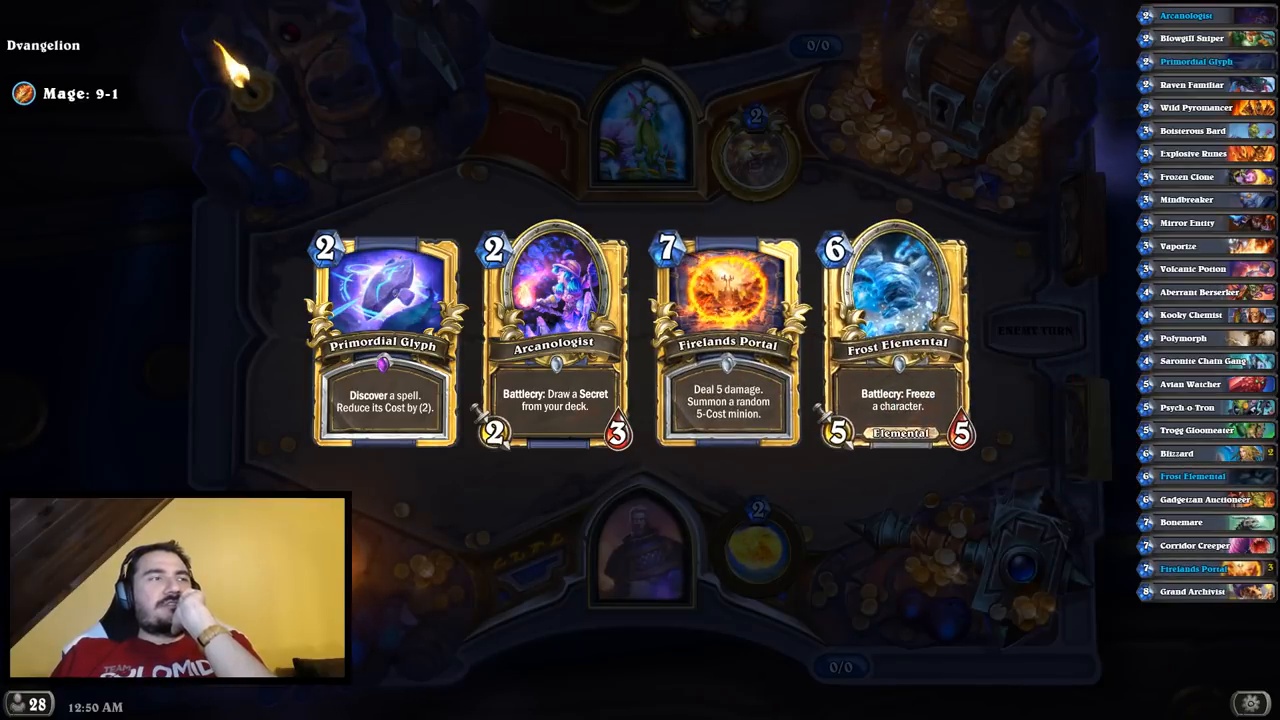 Dvangelion
Mage: 9-1
0/0
2
2
Primordial Glyph
Discover a spell.
Reduce its Cost by (2).
2
Arcanologist
Battlecry: Draw a Secret
from your deck.
2
3
7
Firelands Portal
Deal 5 damage.
Summon a random
5-Cost minion.
6
Frost Elemental
Battlecry: Freeze
a character.
Elemental
5
5
ENEMY TURN
2
0/0
TEAM
SOLOMID
28
12:50 AM
2 Arcanologist
2 Blowgill Sniper
2 Primordial Glyph
2 Raven Familiar
2 Wild Pyromancer
3 Boisterous Bard
3 Explosive Runes
3 Frozen Clone
3 Mindbreaker
3 Mirror Entity
3 Vaporize
3 Volcanic Potion
4 Aberrant Berserker
4 Kooky Chemist
4 Polymorph
4 Saronite Chain Gang
5 Avian Watcher
5 Psych-o-Tron
5 Trogg Gloomeater
6 Blizzard 2
6 Frost Elemental
6 Gadgetzan Auctioneer
7 Bonemare
7 Corridor Creeper
7 Firelands Portal 3
8 Grand Archivist